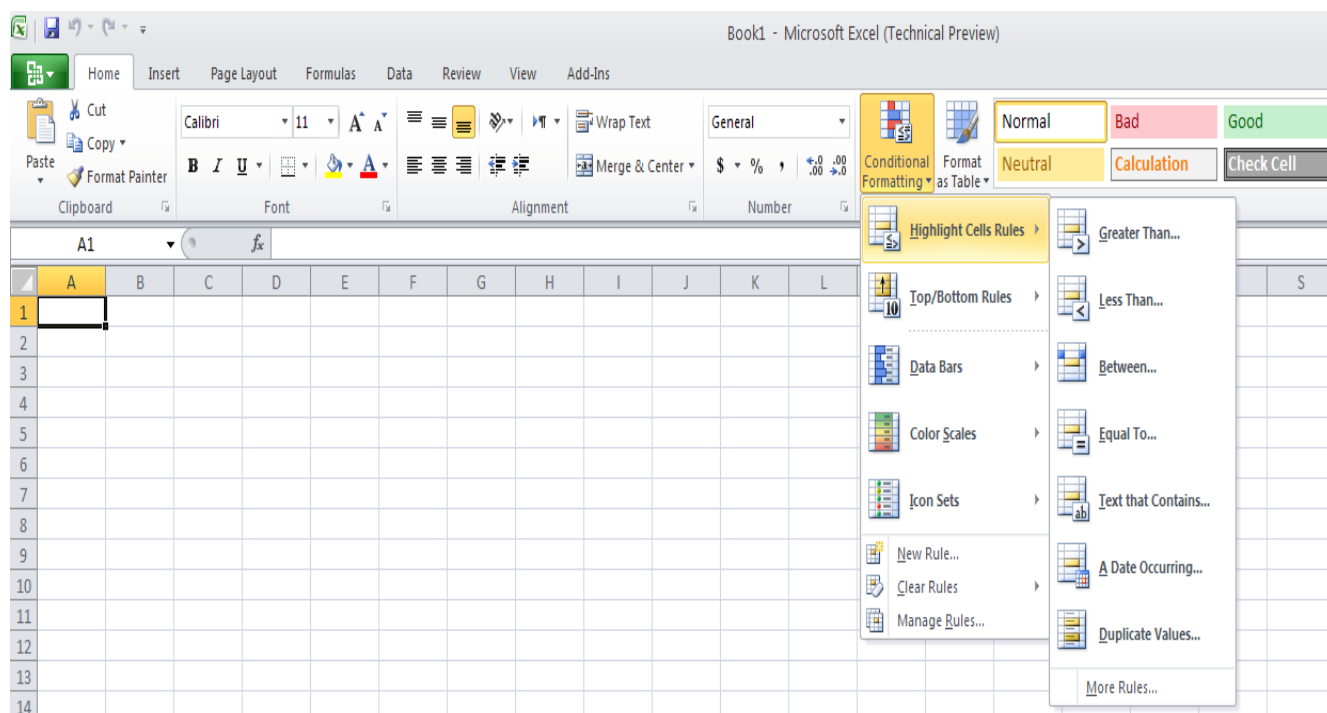 Book1 - Microsoft Excel (Technical Preview)
Home Insert Page Layout Formulas Data Review View Add-Ins
Paste
Cut
Copy
Format Painter
Clipboard
Calibri 11
B I U A
Font
Wrap Text
Merge & Center
Alignment
General
$ % ,
Number
Conditional Formatting
Format as Table
Normal Bad Good
Neutral Calculation Check Cell
A1 fx
A B C D E F G H I J K L S
1
2
3
4
5
6
7
8
9
10
11
12
13
14
Highlight Cells Rules
Top/Bottom Rules
Data Bars
Color Scales
Icon Sets
New Rule...
Clear Rules
Manage Rules...
Greater Than...
Less Than...
Between...
Equal To...
Text that Contains...
A Date Occurring...
Duplicate Values...
More Rules...